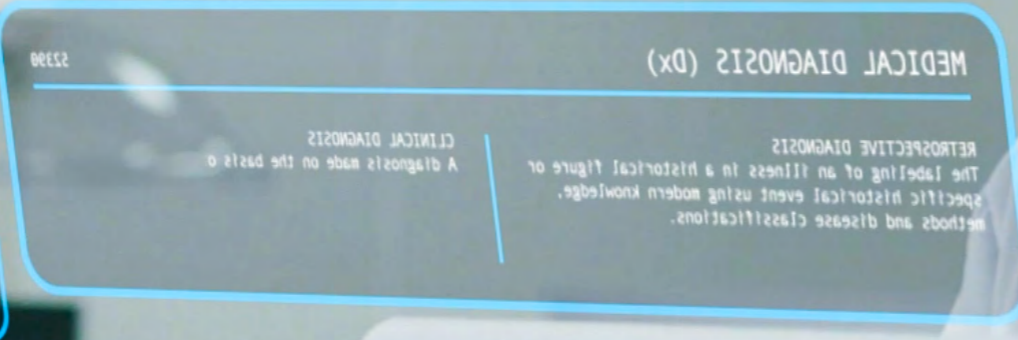 MEDICAL DIAGNOSIS (Dx)
52390
RETROSPECTIVE DIAGNOSIS
The labeling of an illness in a historical figure or
specific historical event using modern knowledge,
methods and disease classifications.
CLINICAL DIAGNOSIS
A diagnosis made on the basis o